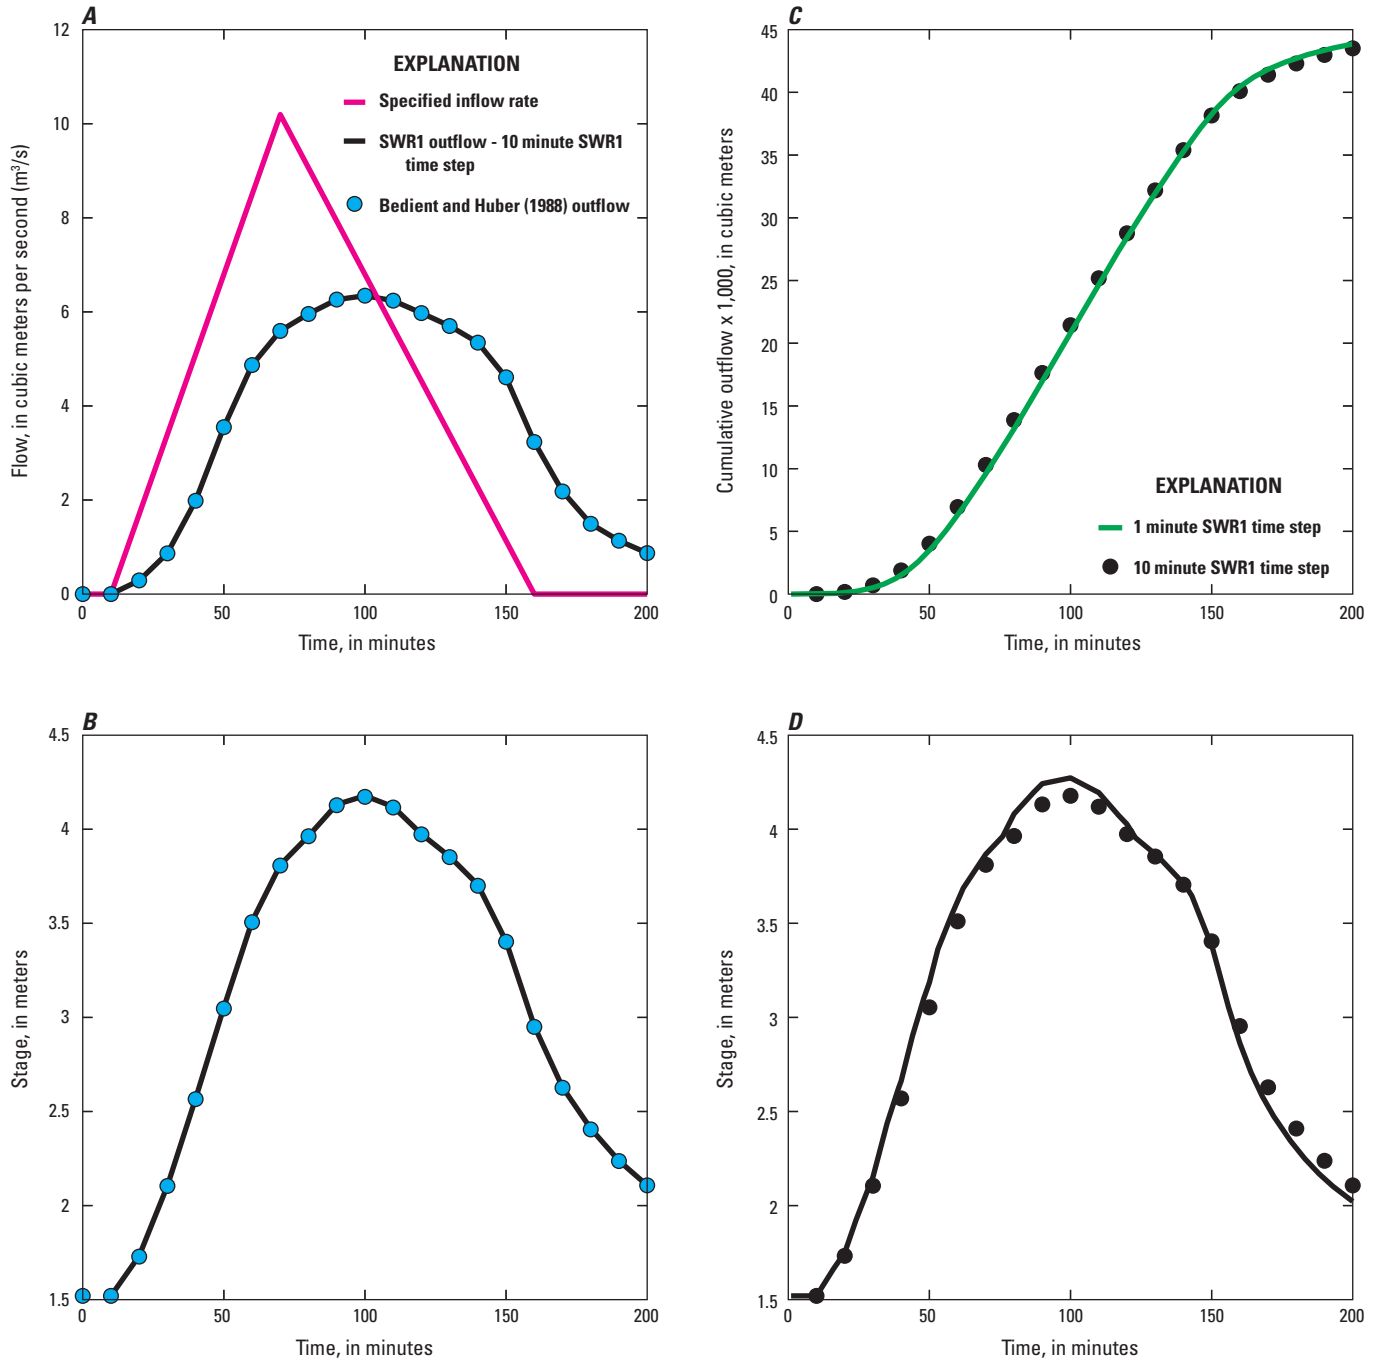 A
12
10
8
6
4
2
0
0
50
100
150
200
Flow, in cubic meters per second (m³/s)
Time, in minutes
EXPLANATION
Specified inflow rate
SWR1 outflow - 10 minute SWR1
time step
Bedient and Huber (1988) outflow
C
45
40
35
30
25
20
15
10
5
0
0
50
100
150
200
Cumulative outflow x 1,000, in cubic meters
Time, in minutes
EXPLANATION
1 minute SWR1 time step
10 minute SWR1 time step
B
4.5
4
3.5
3
2.5
2
1.5
0
50
100
150
200
Stage, in meters
Time, in minutes
D
4.5
4
3.5
3
2.5
2
1.5
0
50
100
150
200
Stage, in meters
Time, in minutes